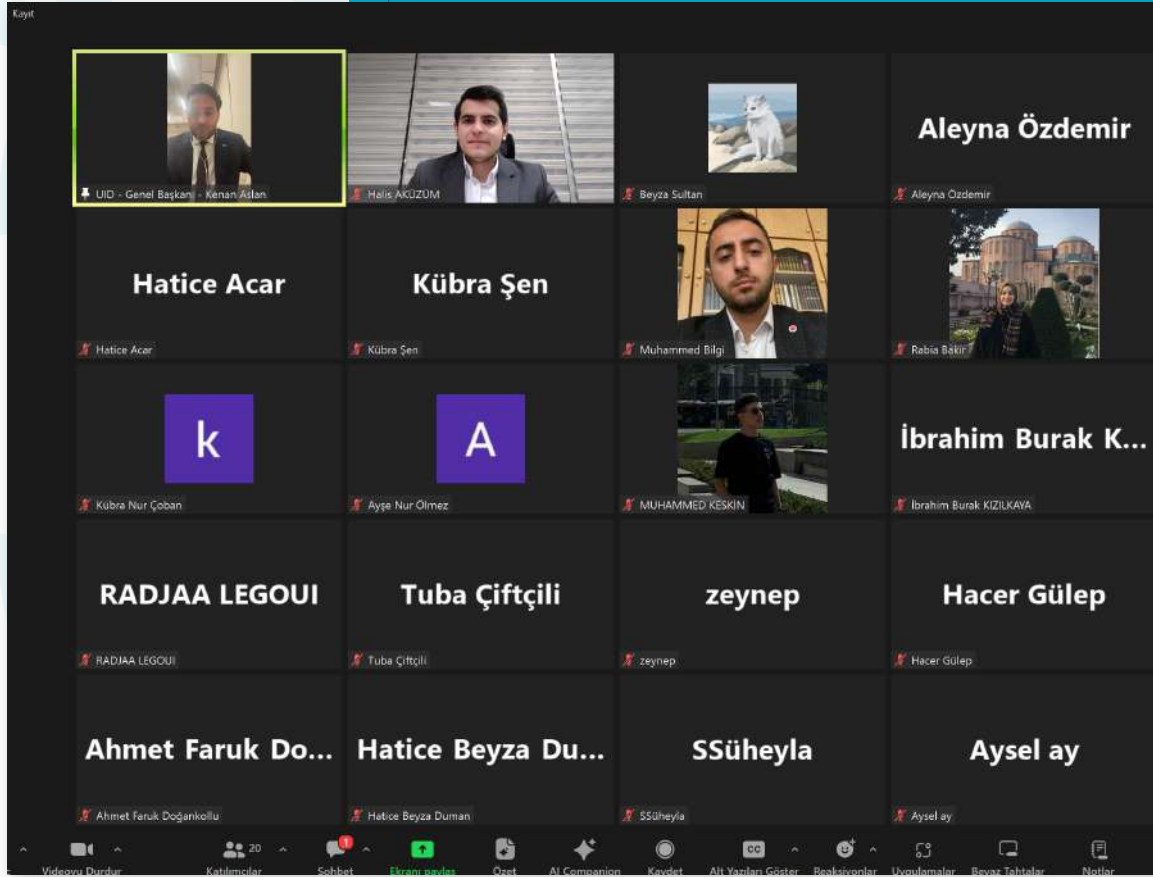 Kayıt
UID - Genel Başkanı - Kenan Aslan
Halis AKÜZÜM
Beyza Sultan
Aleyna Özdemir
Aleyna Özdemir
Hatice Acar
Hatice Acar
Kübra Şen
Kübra Şen
Muhammed Bilgi
Rabia Bakır
k
Kübra Nur Çoban
A
Ayşe Nur Ölmez
MUHAMMED KESKİN
İbrahim Burak K...
İbrahim Burak KIZILKAYA
RADJAA LEGOUI
RADJAA LEGOUI
Tuba Çiftçili
Tuba Çiftçili
zeynep
zeynep
Hacer Gülep
Hacer Gülep
Ahmet Faruk Do...
Ahmet Faruk Doğankollu
Hatice Beyza Du...
Hatice Beyza Duman
SSüheyla
SSüheyla
Aysel ay
Aysel ay
20
1
CC
Videoyu Durdur
Katılımcılar
Sohbet
Ekranı paylaş
Özet
AI Companion
Kaydet
Alt Yazıları Göster
Reaksiyonlar
Uygulamalar
Beyaz Tahtalar
Notlar